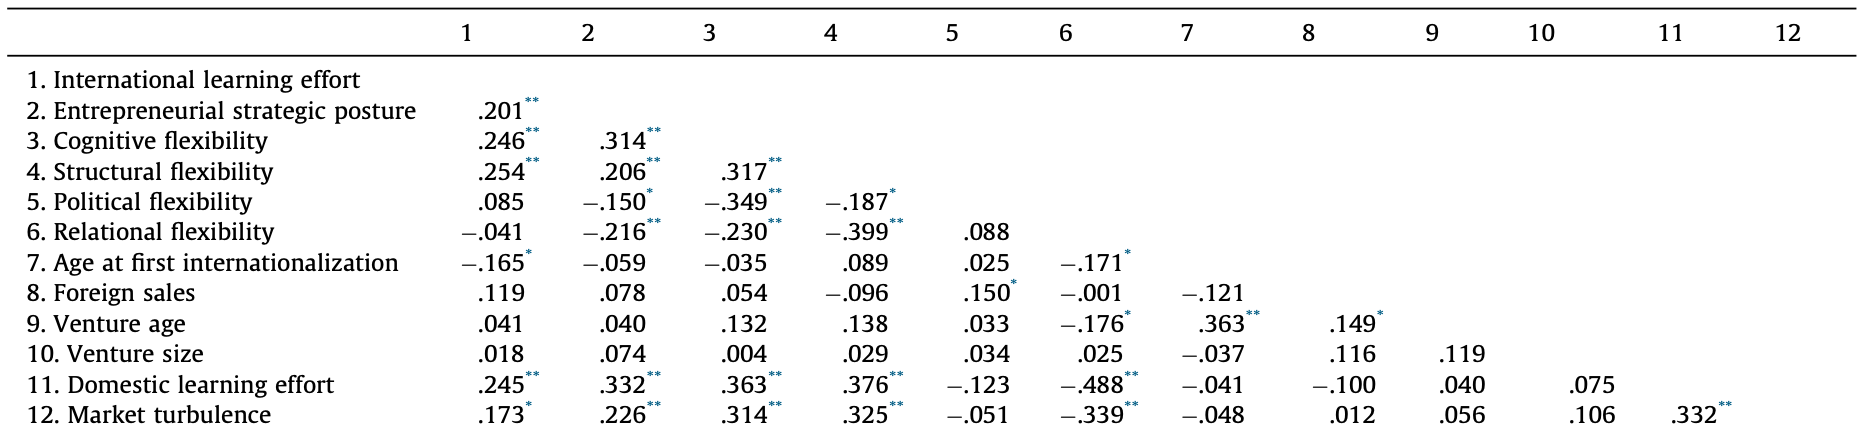 1 2 3 4 5 6 7 8 9 10 11 12
1. International learning effort
2. Entrepreneurial strategic posture .201**
3. Cognitive flexibility .246** .314**
4. Structural flexibility .254** .206** .317**
5. Political flexibility .085 −.150* −.349** −.187*
6. Relational flexibility −.041 −.216** −.230** −.399** .088
7. Age at first internationalization −.165* −.059 −.035 .089 .025 −.171*
8. Foreign sales .119 .078 .054 −.096 .150* −.001 −.121
9. Venture age .041 .040 .132 .138 .033 −.176* .363** .149*
10. Venture size .018 .074 .004 .029 .034 .025 −.037 .116 .119
11. Domestic learning effort .245** .332** .363** .376** −.123 −.488** −.041 −.100 .040 .075
12. Market turbulence .173* .226** .314** .325** −.051 −.339** −.048 .012 .056 .106 .332**